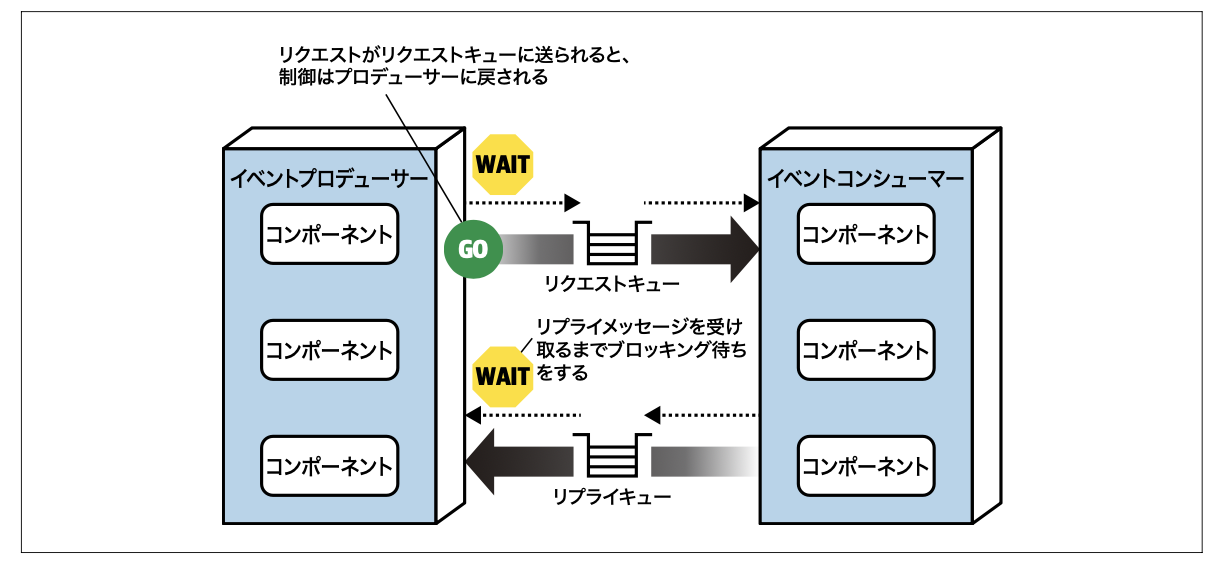 リクエストがリクエストキューに送られると、
制御はプロデューサーに戻される
イベントプロデューサー
コンポーネント
コンポーネント
コンポーネント
WAIT
GO
リクエストキュー
リプライメッセージを受け
取るまでブロッキング待ち
をする
WAIT
リプライキュー
イベントコンシューマー
コンポーネント
コンポーネント
コンポーネント